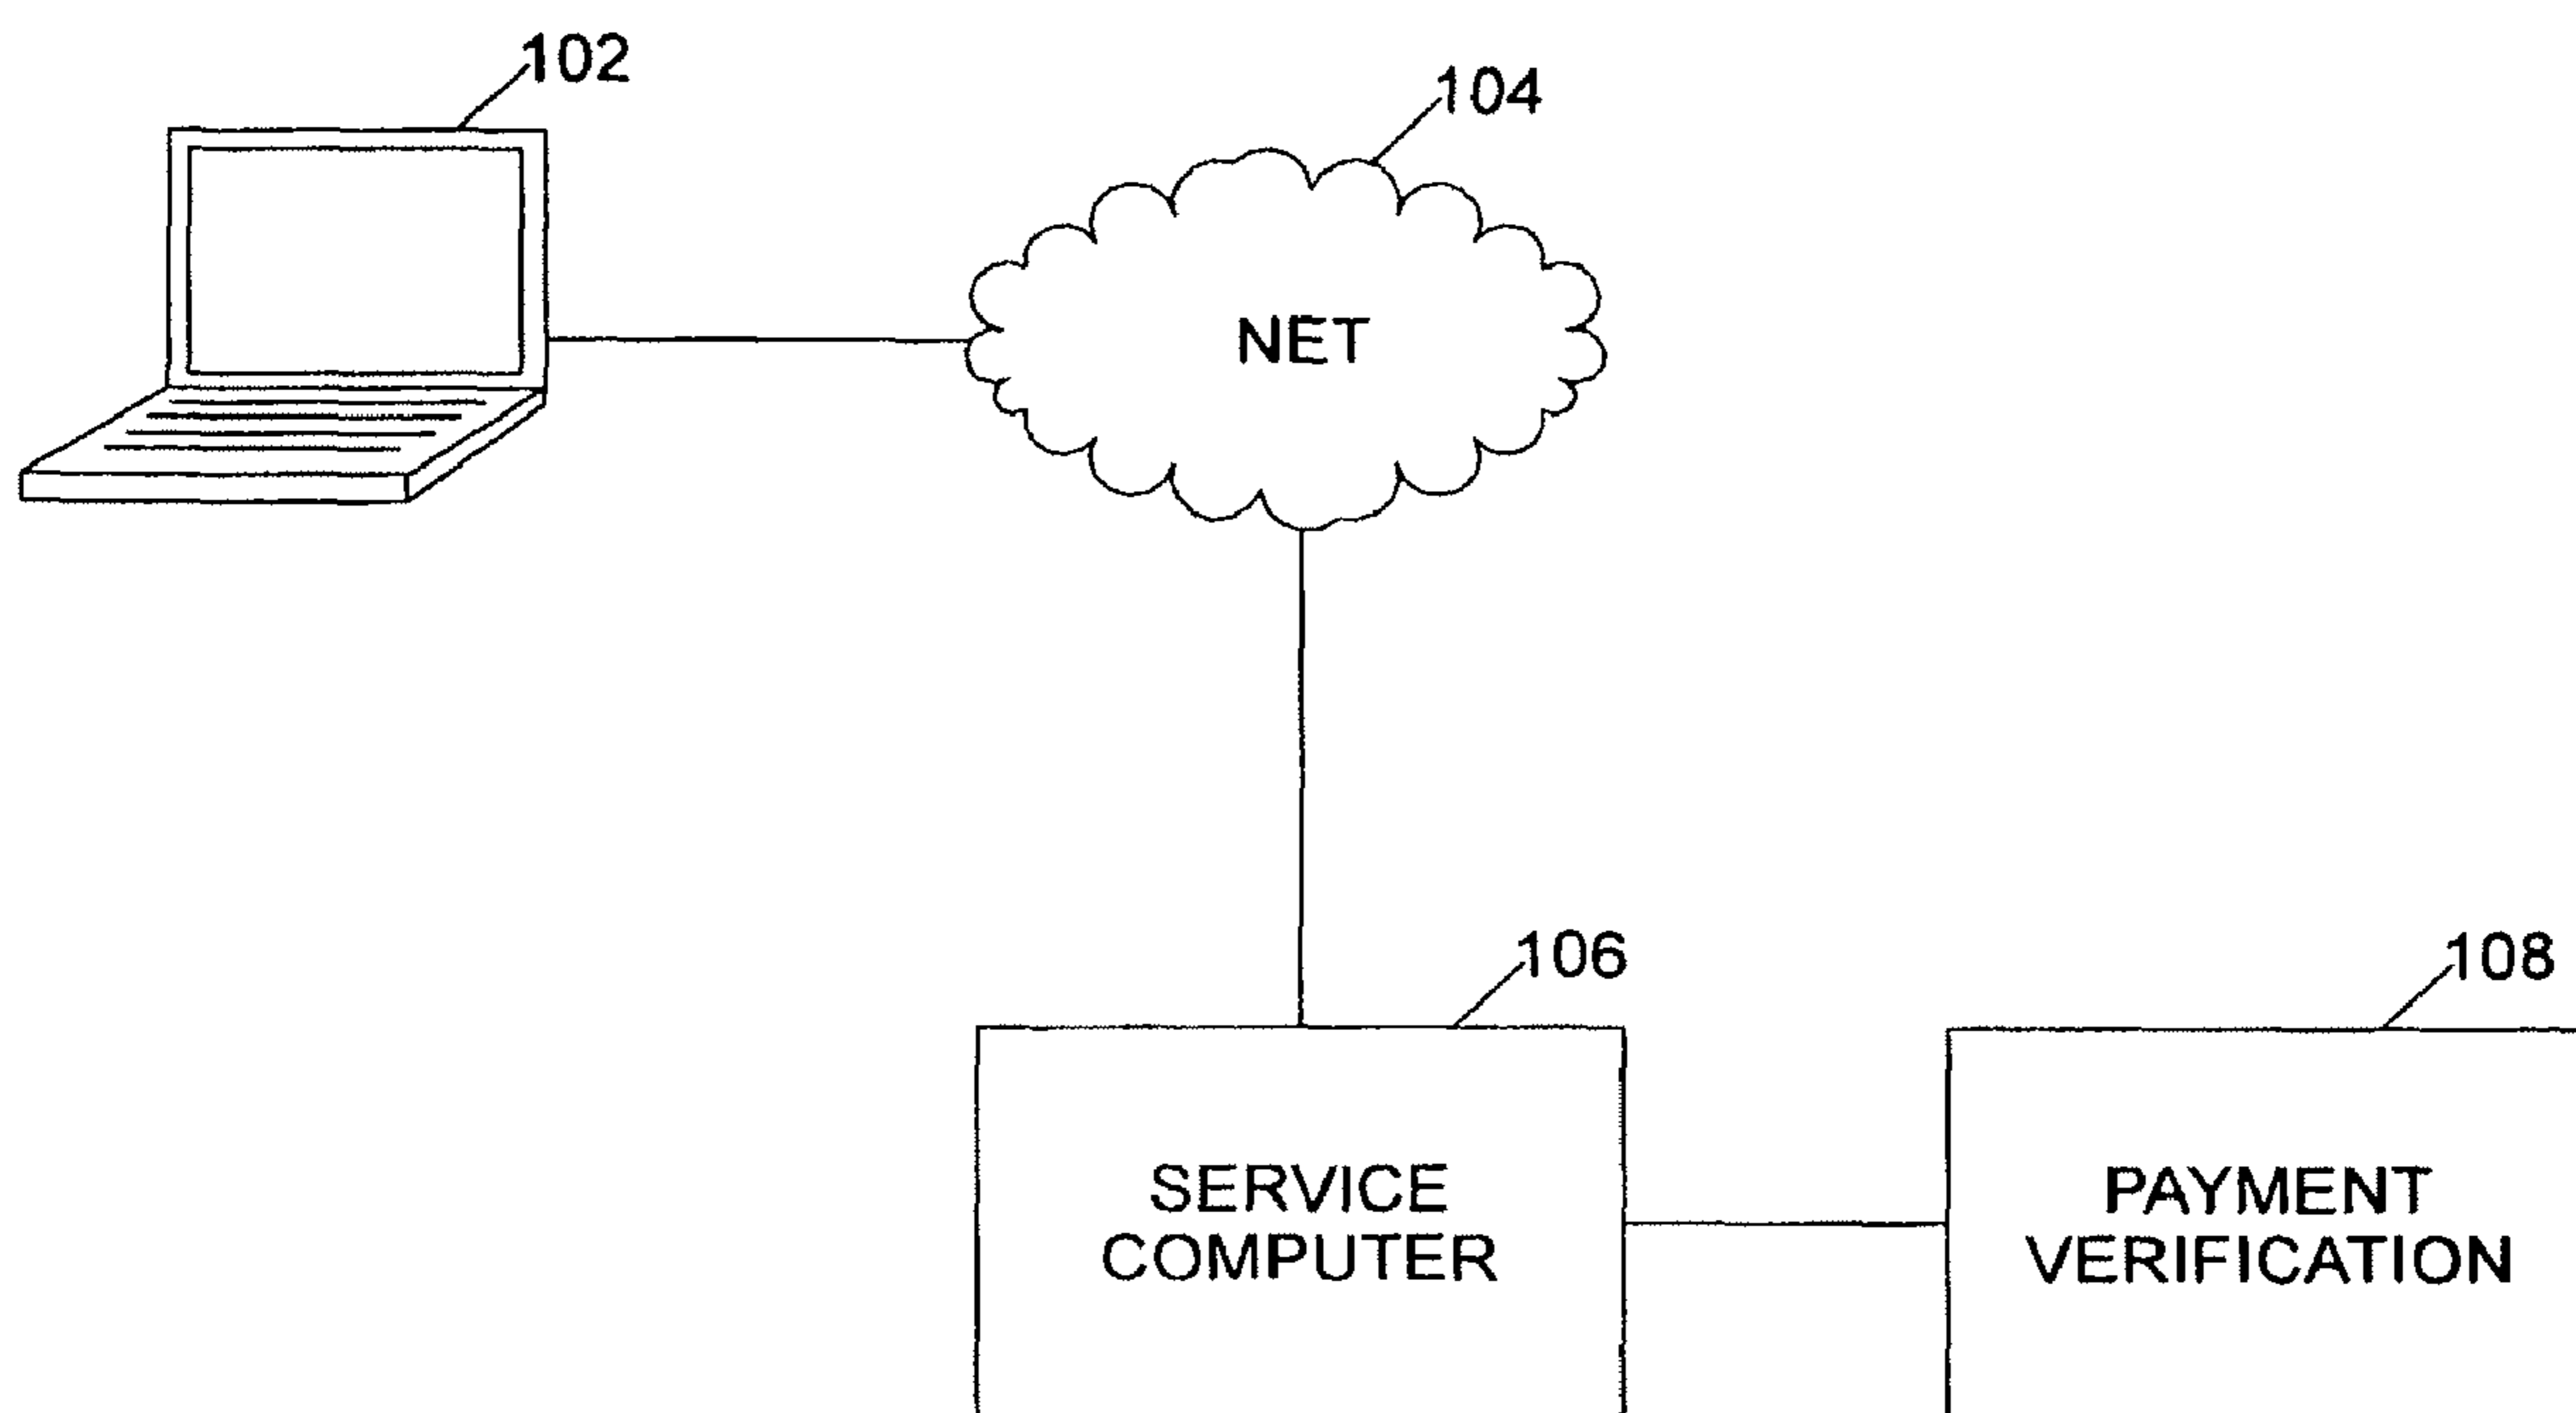 102
104
NET
106
108
SERVICE
COMPUTER
PAYMENT
VERIFICATION